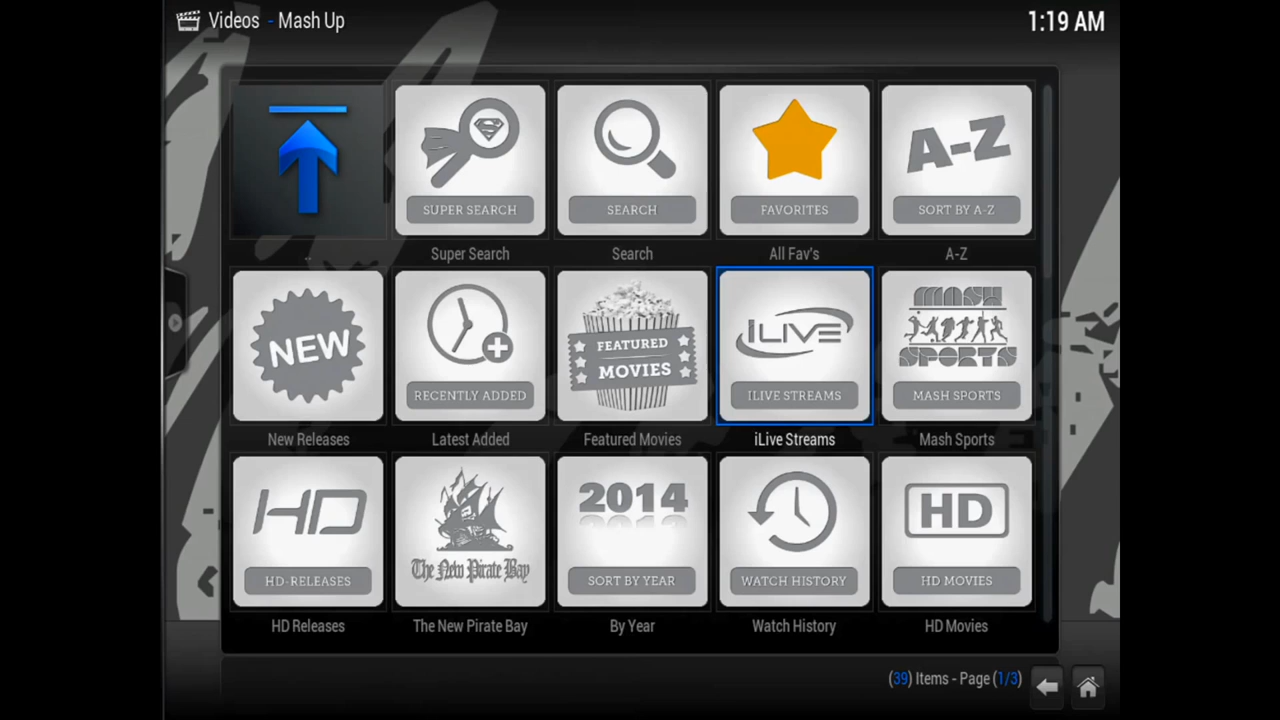 Videos - Mash Up
1:19 AM
SUPER SEARCH
SEARCH
FAVORITES
A-Z
SORT BY A-Z
..
Super Search
Search
All Fav's
A-Z
NEW
RECENTLY ADDED
FEATURED
MOVIES
iLIVE
ILIVE STREAMS
MASH
SPORTS
MASH SPORTS
New Releases
Latest Added
Featured Movies
iLive Streams
Mash Sports
HD
HD-RELEASES
The New Pirate Bay
2014
2013
SORT BY YEAR
WATCH HISTORY
HD
HD MOVIES
HD Releases
The New Pirate Bay
By Year
Watch History
HD Movies
(39) Items - Page (1/3)